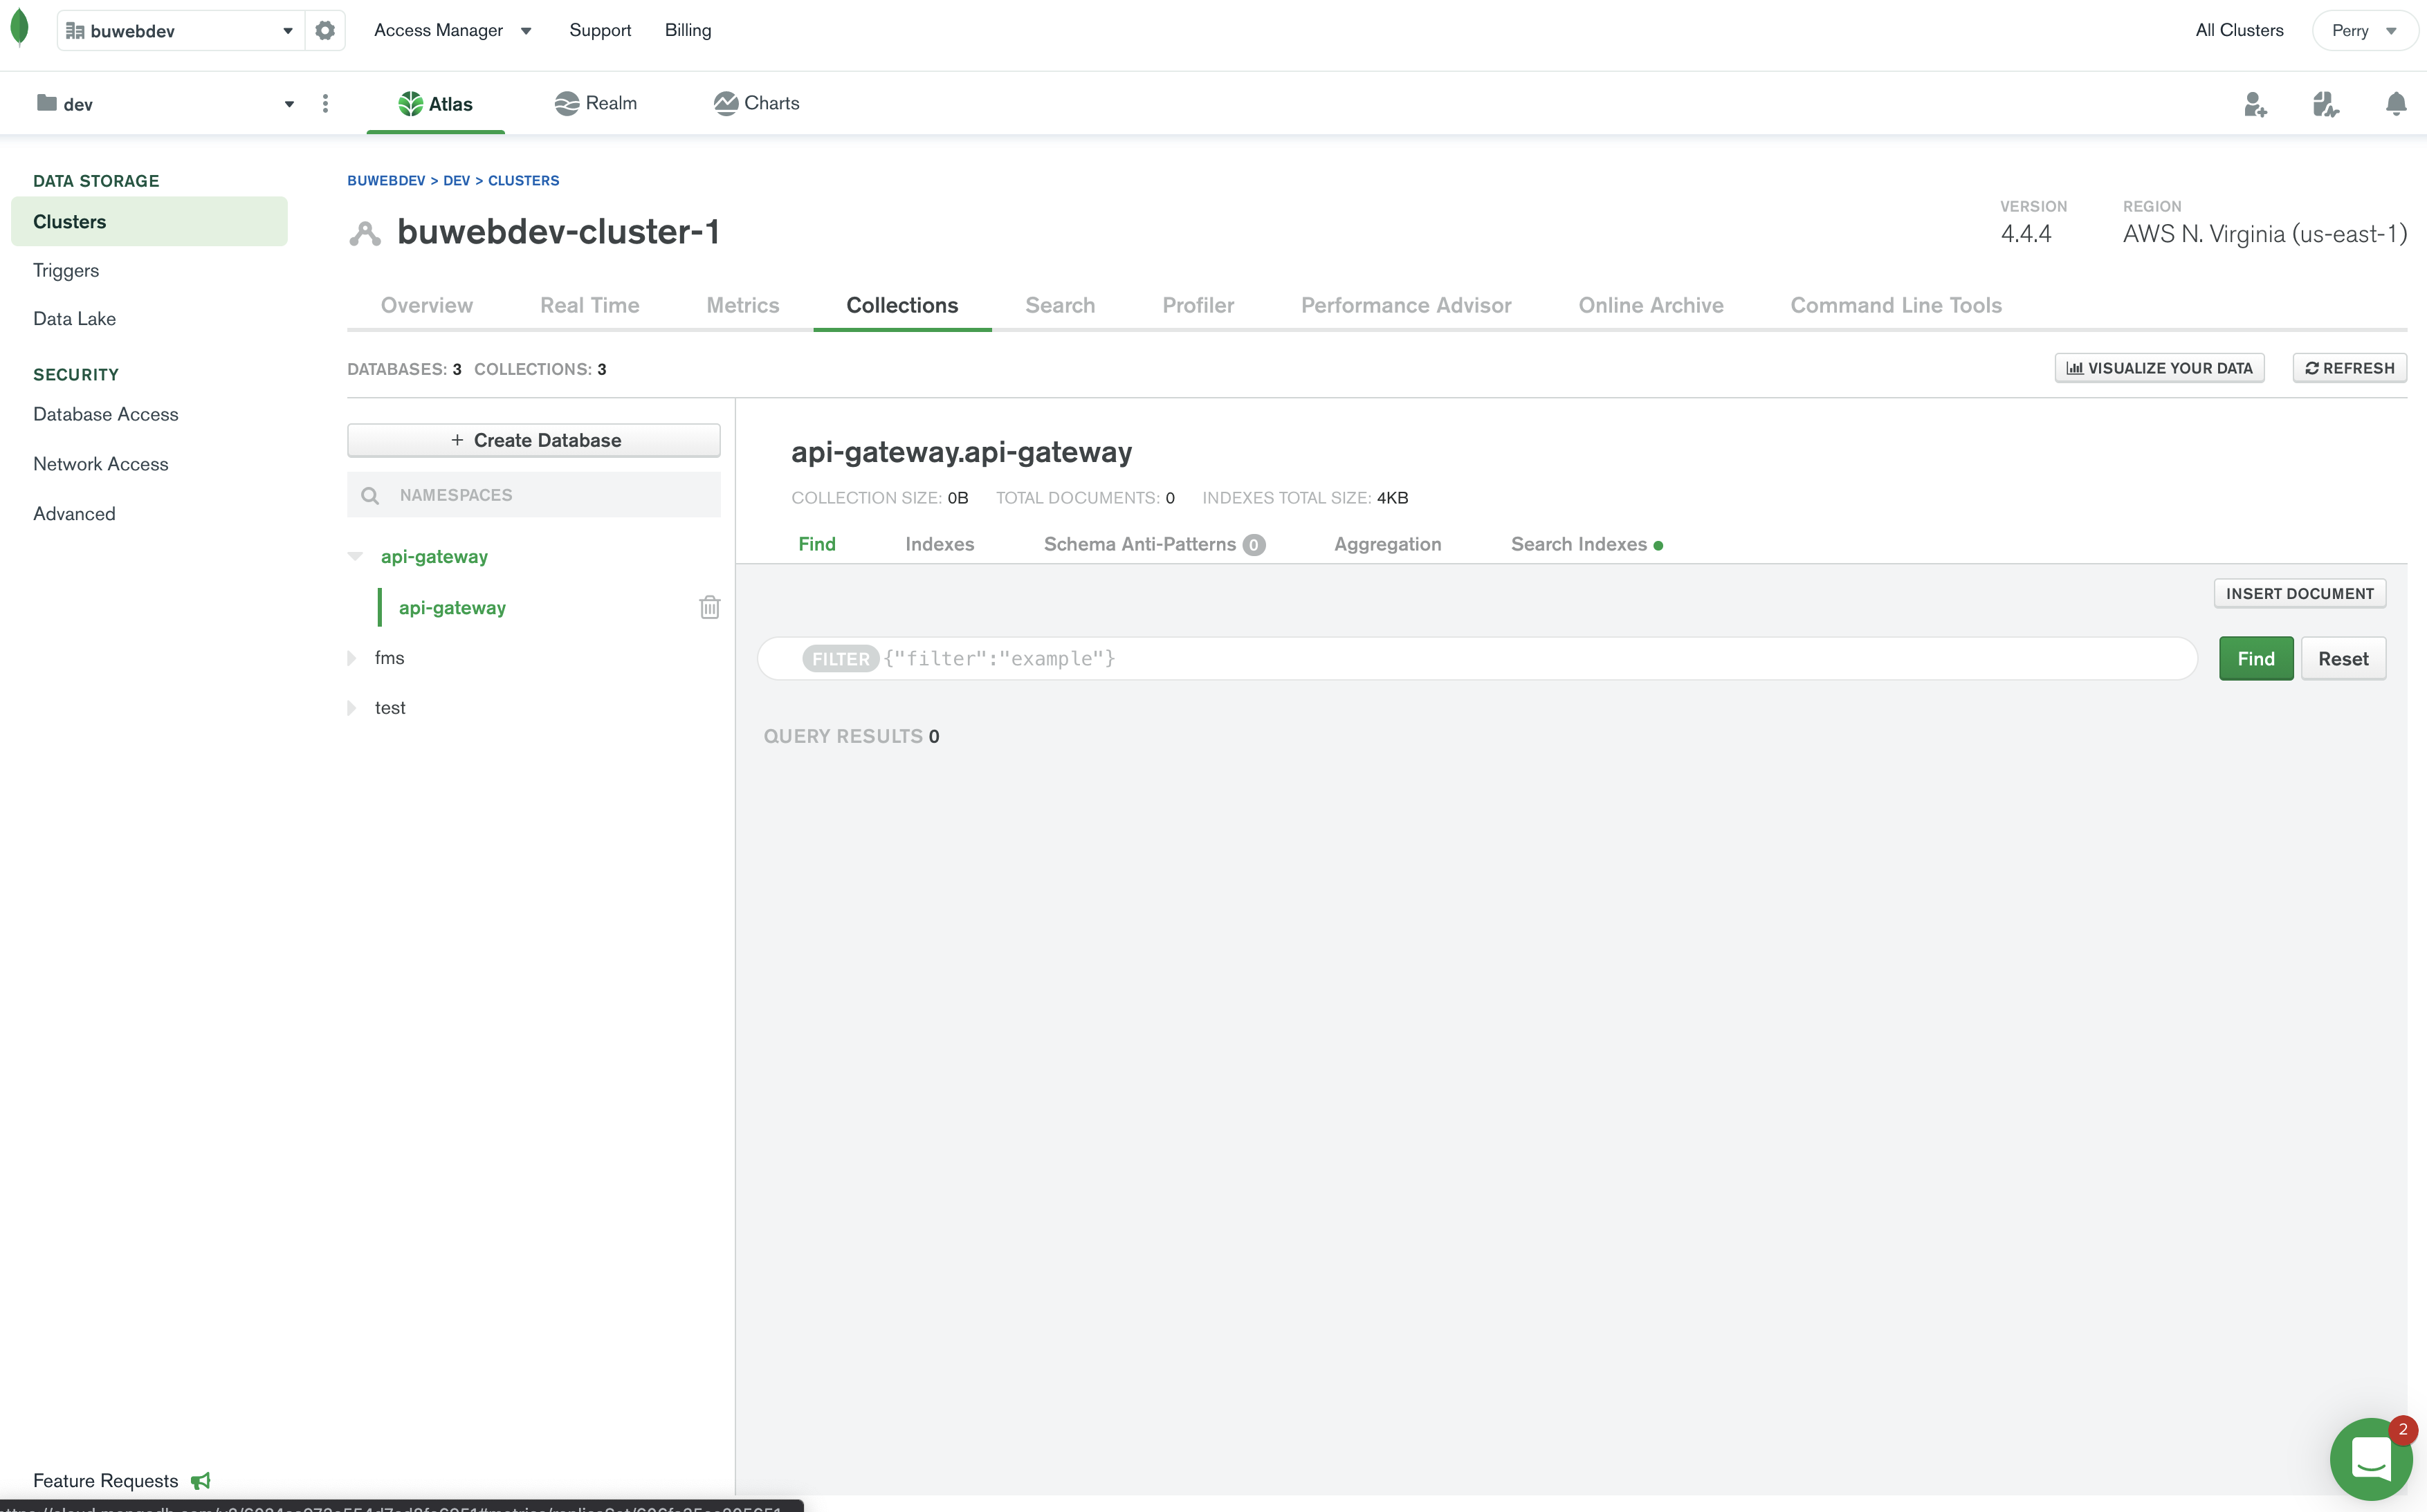 buwebdev
Access Manager
Support
Billing
All Clusters
Perry
dev
Atlas
Realm
Charts
DATA STORAGE
Clusters
Triggers
Data Lake
SECURITY
Database Access
Network Access
Advanced
BUWEBDEV > DEV > CLUSTERS
buwebdev-cluster-1
VERSION
4.4.4
REGION
AWS N. Virginia (us-east-1)
Overview
Real Time
Metrics
Collections
Search
Profiler
Performance Advisor
Online Archive
Command Line Tools
DATABASES: 3 COLLECTIONS: 3
VISUALIZE YOUR DATA
REFRESH
+ Create Database
NAMESPACES
api-gateway
api-gateway
fms
test
api-gateway.api-gateway
COLLECTION SIZE: 0B TOTAL DOCUMENTS: 0 INDEXES TOTAL SIZE: 4KB
Find
Indexes
Schema Anti-Patterns 0
Aggregation
Search Indexes
INSERT DOCUMENT
FILTER {"filter":"example"}
Find
Reset
QUERY RESULTS 0
2
Feature Requests